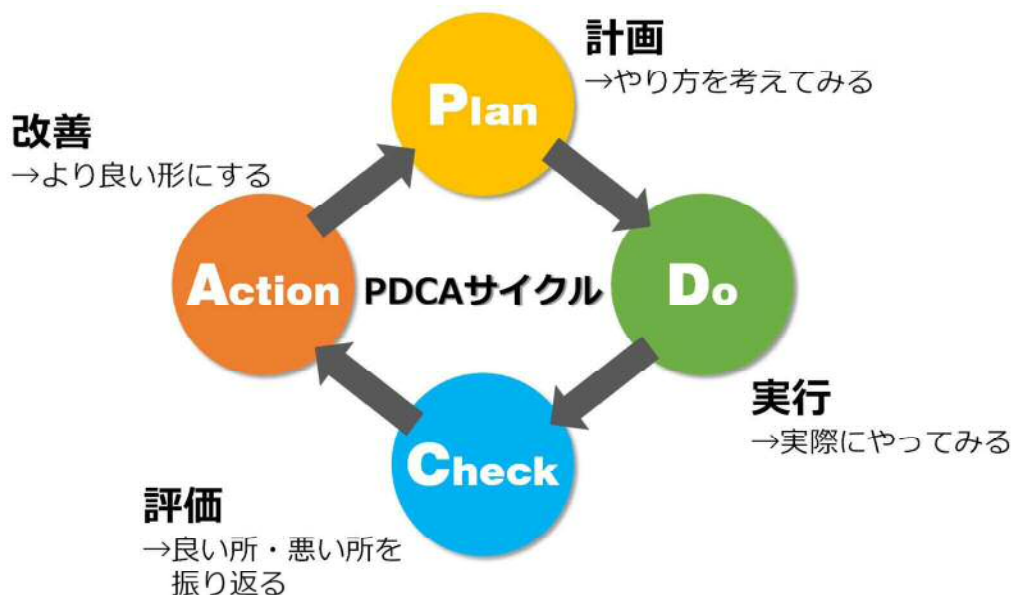 計画
→やり方を考えてみる
Plan
改善
→より良い形にする
Action
PDCAサイクル
Do
実行
→実際にやってみる
Check
評価
→良い所・悪い所を
振り返る